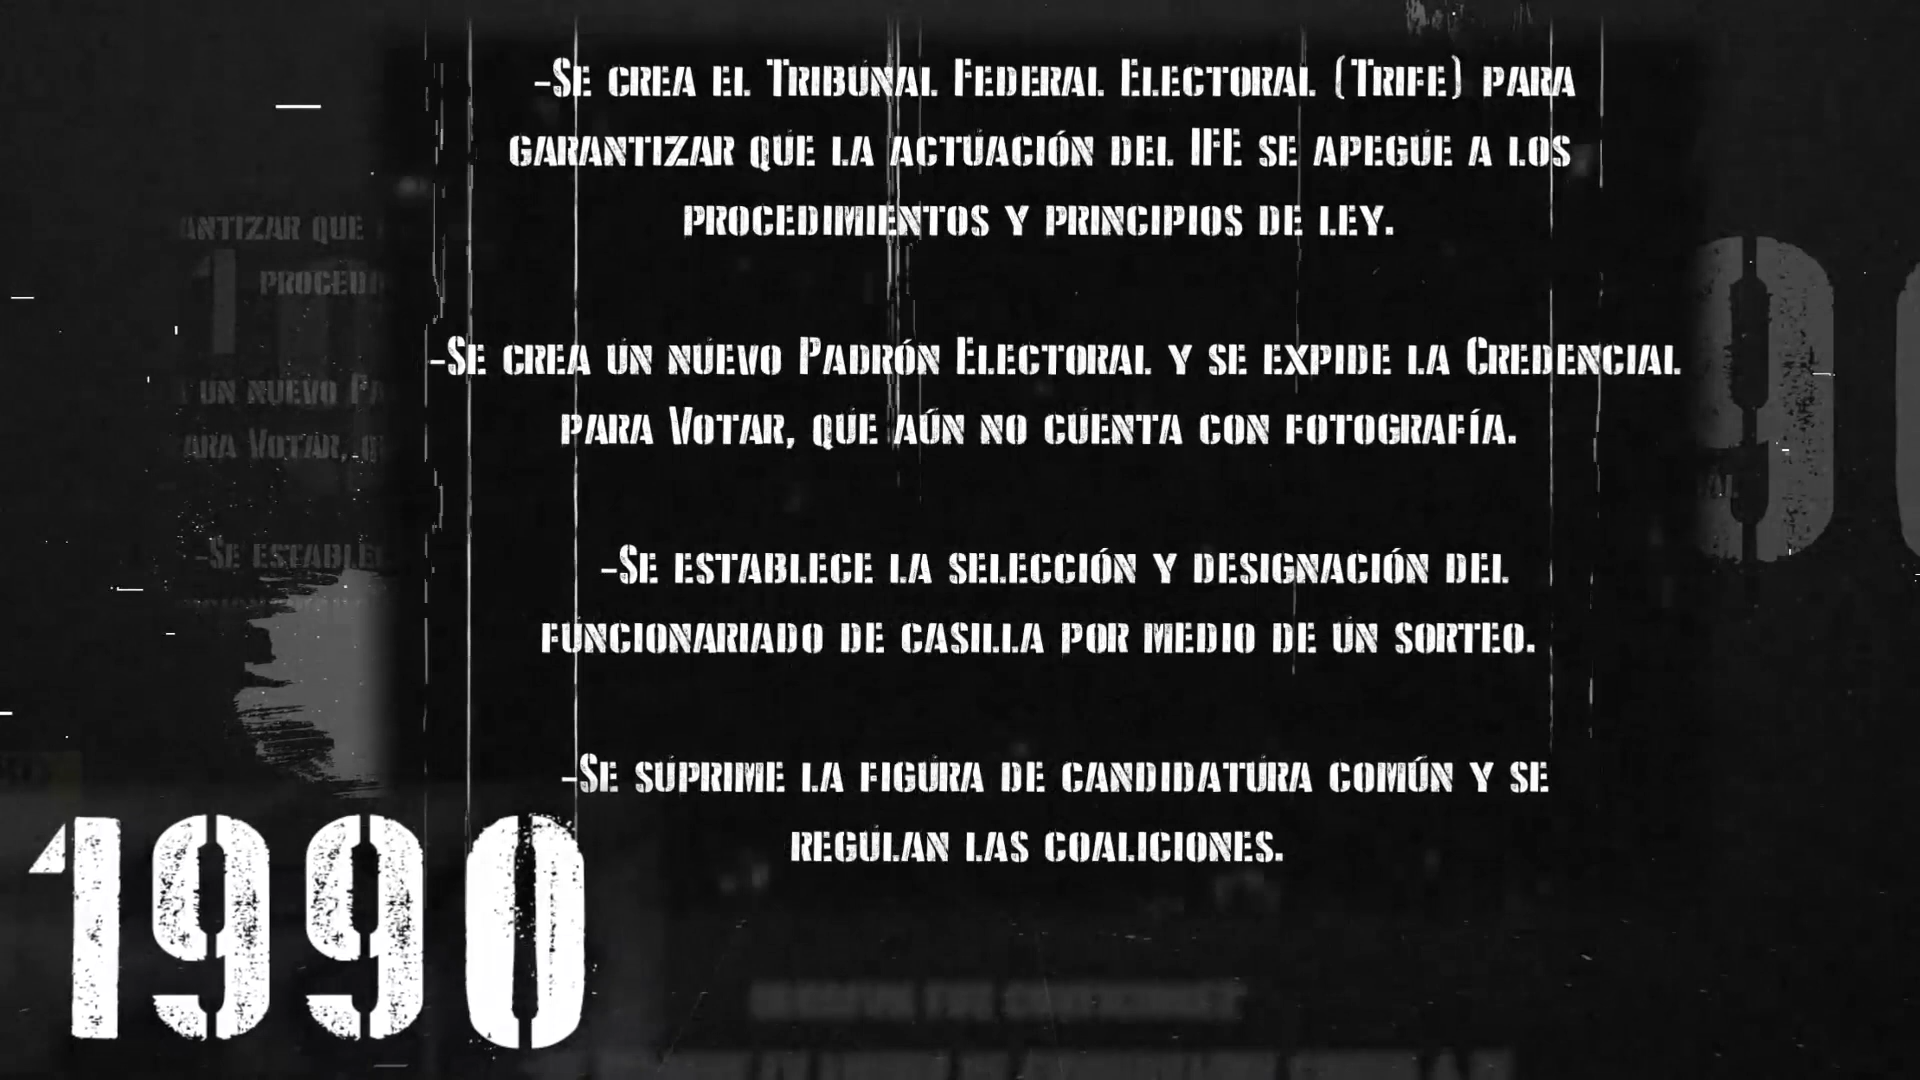 -Se crea el Tribunal Federal Electoral (Trife) para
garantizar que la actuación del IFE se apegue a los
procedimientos y principios de ley.
-Se crea un nuevo Padrón Electoral y se expide la Credencial
para Votar, que aún no cuenta con fotografía.
-Se establece la selección y designación del
funcionariado de casilla por medio de un sorteo.
-Se suprime la figura de candidatura común y se
regulan las coaliciones.
1990